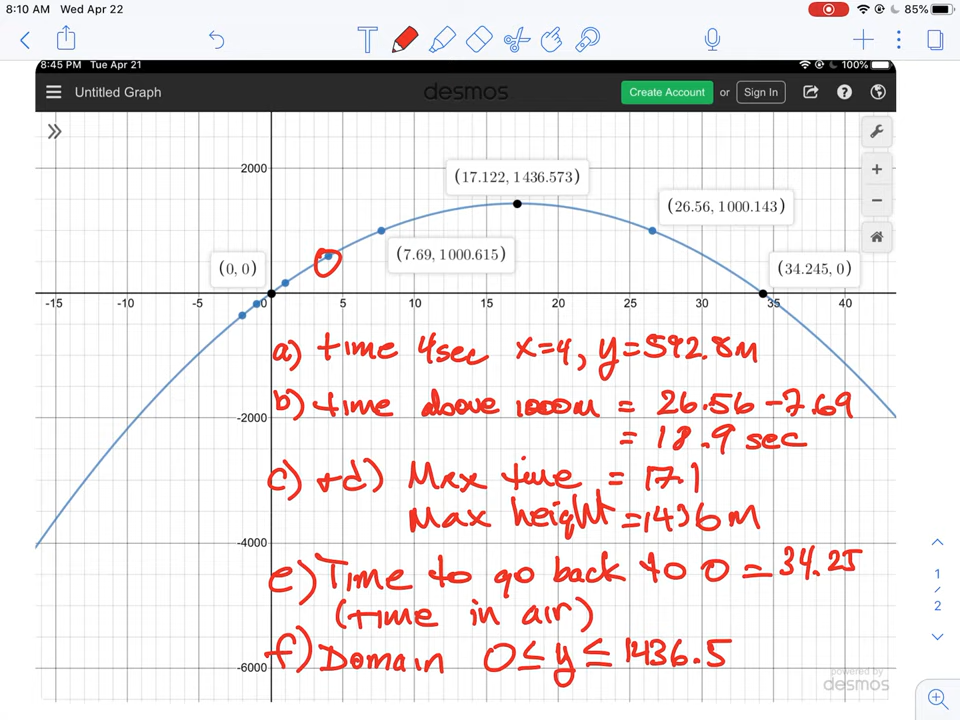 8:10 AM Wed Apr 22
85%
8:45 PM Tue Apr 21
100%
Untitled Graph
desmos
Create Account or Sign In
2000
(17.122, 1436.573)
(26.56, 1000.143)
(7.69, 1000.615)
(0, 0)
(34.245, 0)
-15 -10 -5 0 5 10 15 20 25 30 35 40
a) time 4sec x=4, y=592.8M
-2000
b) time above 1000M = 26.56 - 7.69
= 18.9 sec
c) + d) Max time = 17.1
Max height = 1436M
-4000
e) Time to go back to 0 = 34.25
(time in air)
f) Domain 0 ≤ y ≤ 1436.5
-6000
powered by
desmos
1
/
2